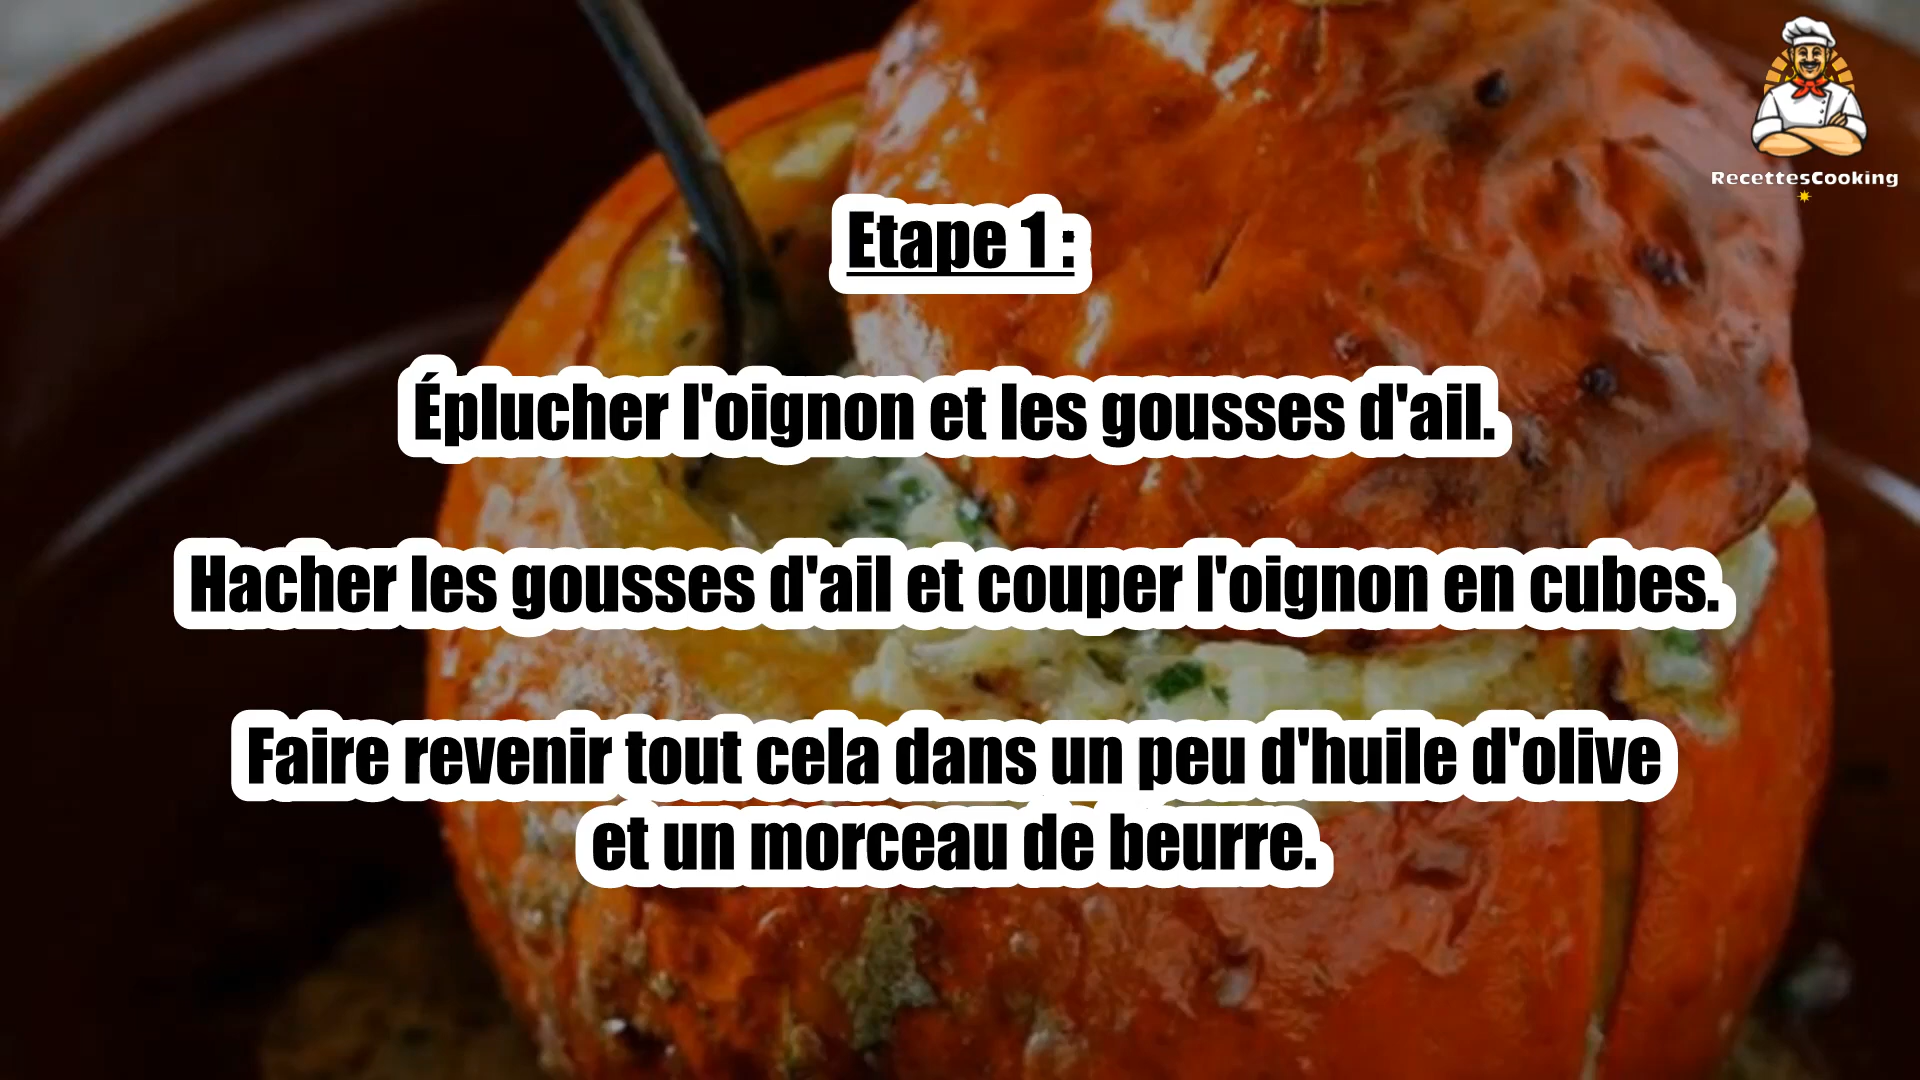 RecettesCooking
Etape 1 :
Éplucher l'oignon et les gousses d'ail.
Hacher les gousses d'ail et couper l'oignon en cubes.
Faire revenir tout cela dans un peu d'huile d'olive
et un morceau de beurre.